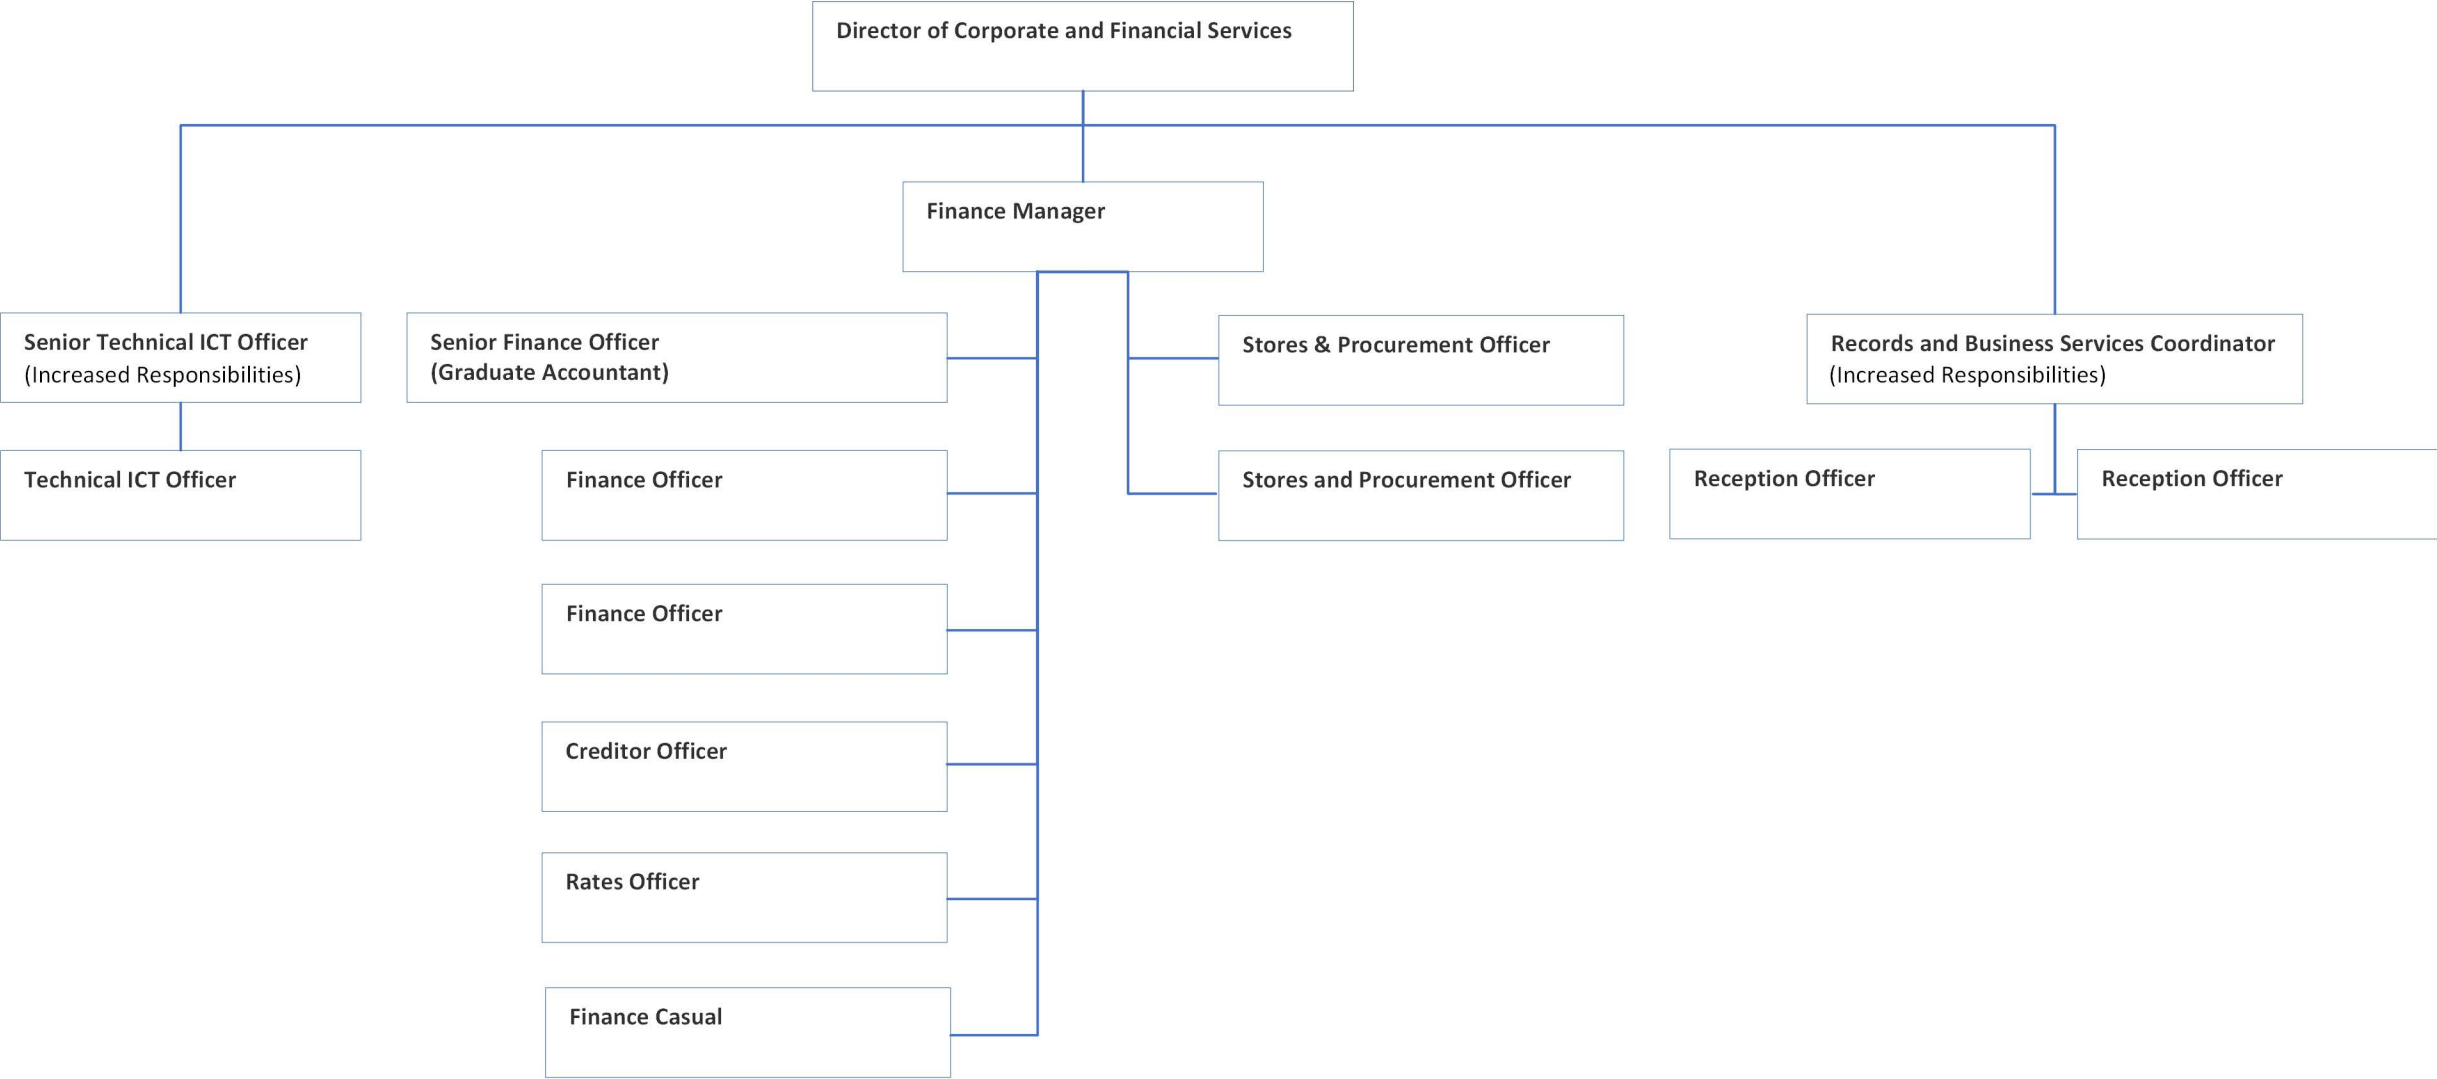 Director of Corporate and Financial Services
Finance Manager
Senior Technical ICT Officer
(Increased Responsibilities)
Senior Finance Officer
(Graduate Accountant)
Stores & Procurement Officer
Records and Business Services Coordinator
(Increased Responsibilities)
Technical ICT Officer
Finance Officer
Stores and Procurement Officer
Reception Officer
Reception Officer
Finance Officer
Creditor Officer
Rates Officer
Finance Casual